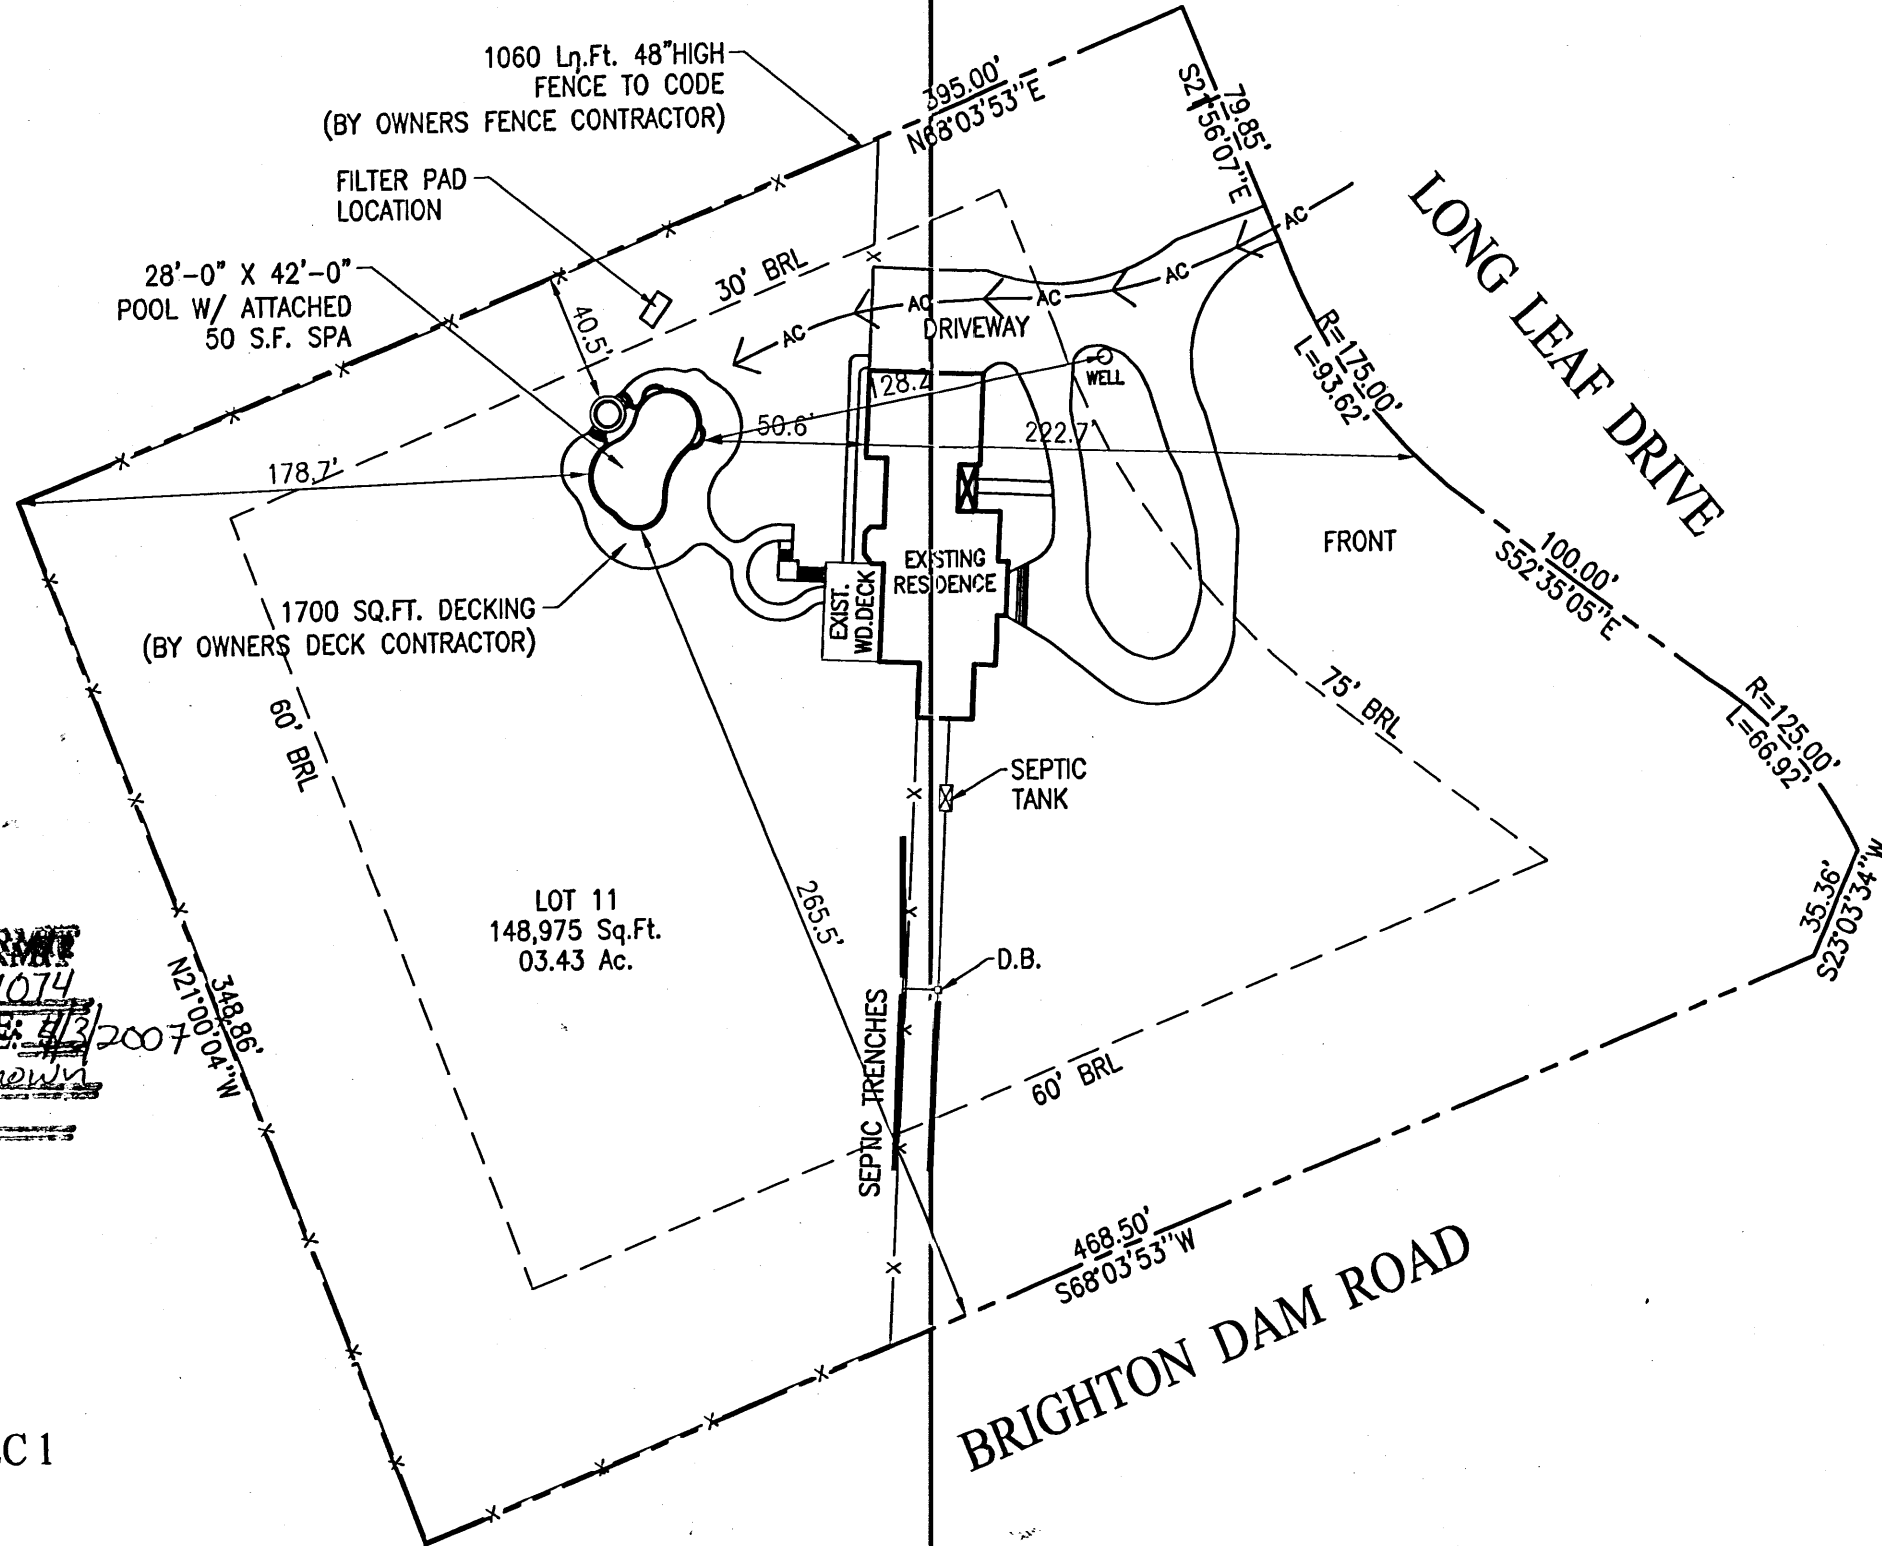 1060 Ln.Ft. 48"HIGH
FENCE TO CODE
(BY OWNERS FENCE CONTRACTOR)
395.00'
N68°03'53"E
79.85'
S21°56'07"E
FILTER PAD
LOCATION
28'-0" X 42'-0"
POOL W/ ATTACHED
50 S.F. SPA
40.5'
30' BRL
AC
AC
AC
AC
AC
DRIVEWAY
LONG LEAF DRIVE
R=175.00'
L=93.62'
WELL
128.2
50.6'
222.7'
178.7'
FRONT
100.00'
S52°35'05"E
EXISTING
RESIDENCE
EXIST.
WD.DECK
1700 SQ.FT. DECKING
(BY OWNERS DECK CONTRACTOR)
60' BRL
75' BRL
R=125.00'
L=66.92'
SEPTIC
TANK
35.36'
S23°03'34"W
LOT 11
148,975 Sq.Ft.
03.43 Ac.
265.5'
D.B.
SEPTIC TRENCHES
348.86'
N21°00'04"W
1074
/3/2007
60' BRL
468.50'
S68°03'53"W
BRIGHTON DAM ROAD
C 1